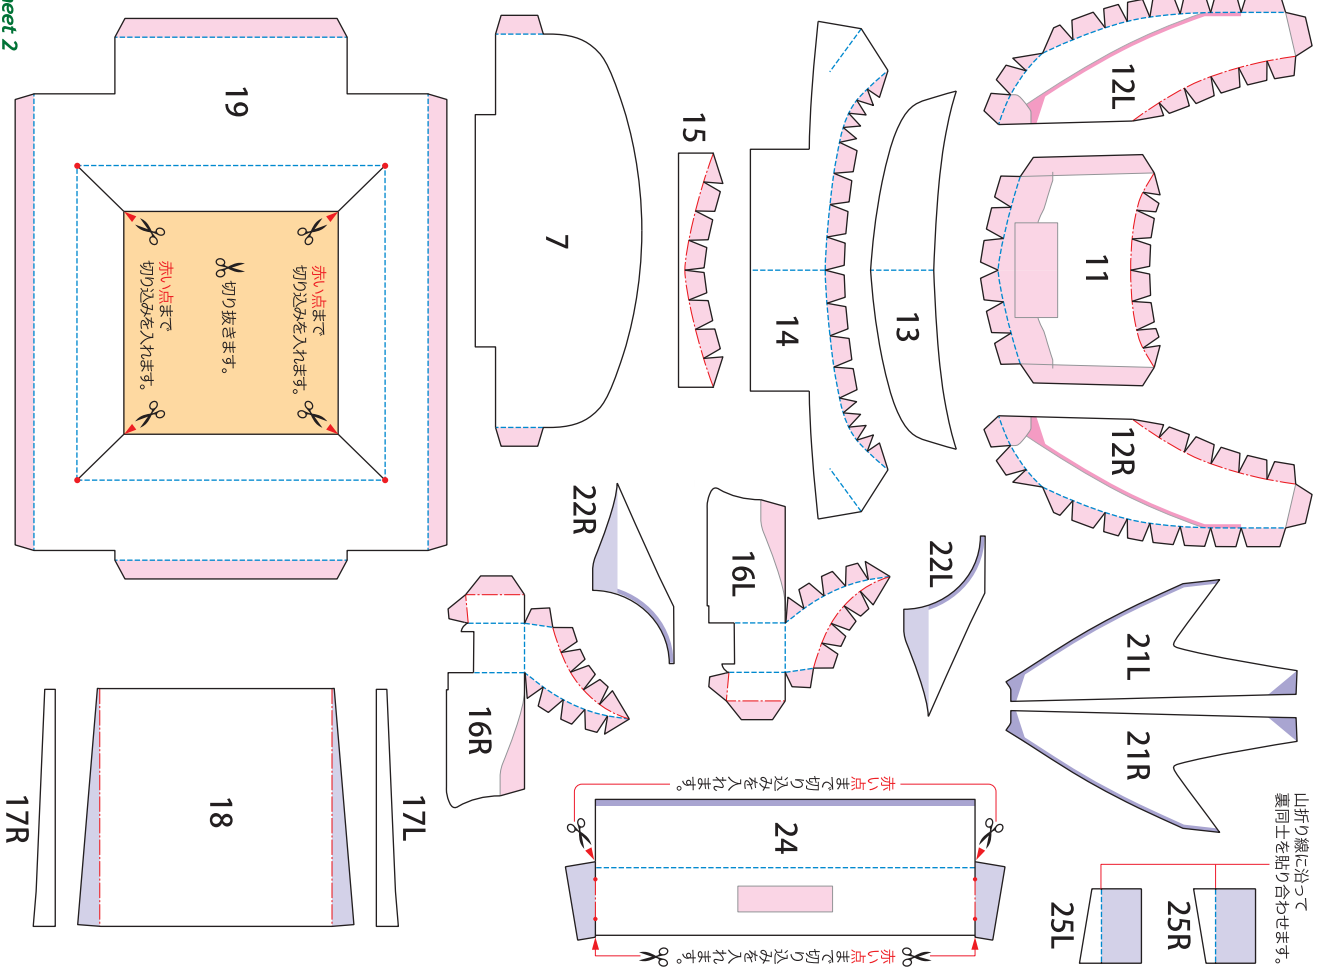 eet 2
19
赤い点まで
切り込みを入れます。
切り抜きます。
赤い点まで
切り込みを入れます。
7
15
14
13
12L
11
12R
22R
16L
22L
16R
21L
21R
17R
18
17L
赤い点まで切り込みを入れます。
24
赤い点まで切り込みを入れます。
山折り線に沿って
裏同士を貼り合わせます。
25L
25R